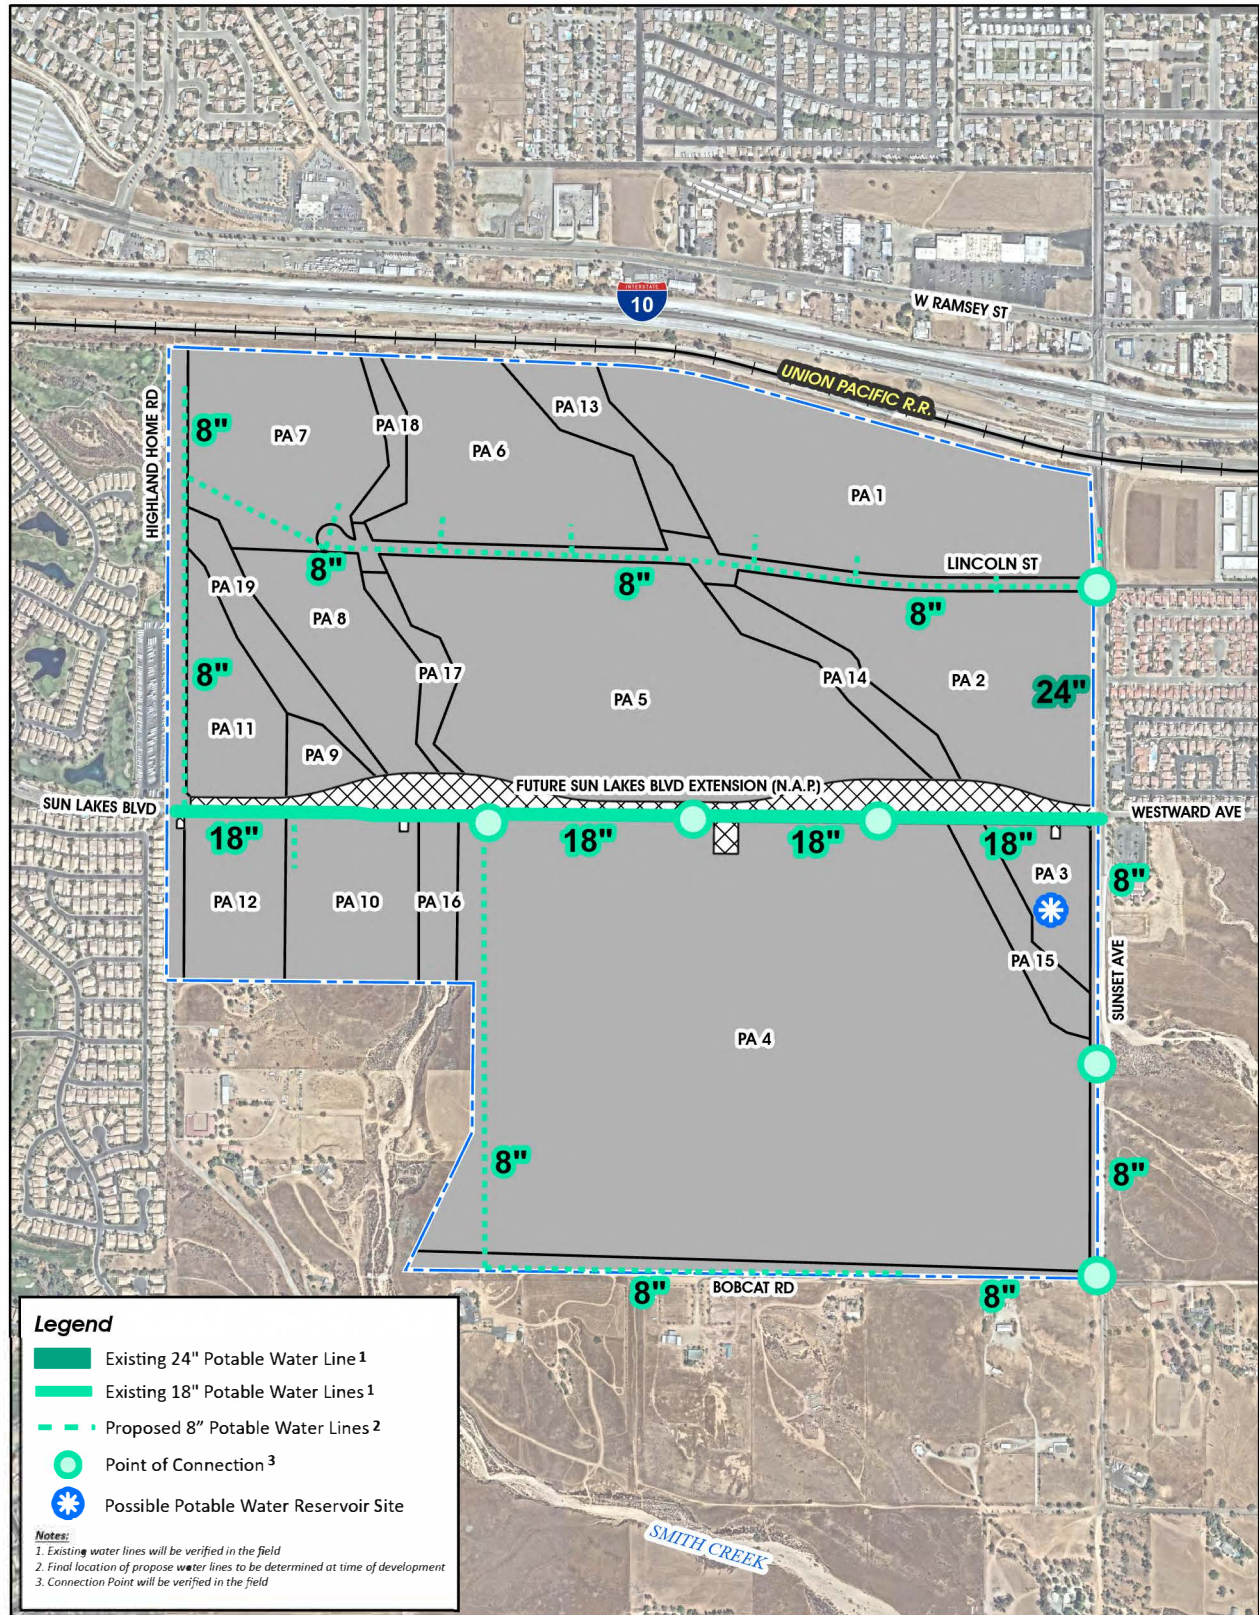 INTERSTATE
10
W RAMSEY ST
UNION PACIFIC R.R.
HIGHLAND HOME RD
PA 13
PA 18
8"
PA 7
PA 6
PA 1
LINCOLN ST
8"
8"
PA 19
8"
PA 8
PA 17
8"
PA 14
PA 2
24"
PA 5
PA 11
PA 9
FUTURE SUN LAKES BLVD EXTENSION (N.A.P.)
SUN LAKES BLVD
WESTWARD AVE
18"
18"
18"
18"
PA 3
8"
PA 12
PA 10
PA 16
PA 15
SUNSET AVE
PA 4
8"
8"
BOBCAT RD
8"
8"
Legend
Existing 24" Potable Water Line 1
Existing 18" Potable Water Lines 1
Proposed 8” Potable Water Lines 2
Point of Connection 3
Possible Potable Water Reservoir Site
Notes:
1. Existing water lines will be verified in the field
2. Final location of propose water lines to be determined at time of development
3. Connection Point will be verified in the field
SMITH CREEK